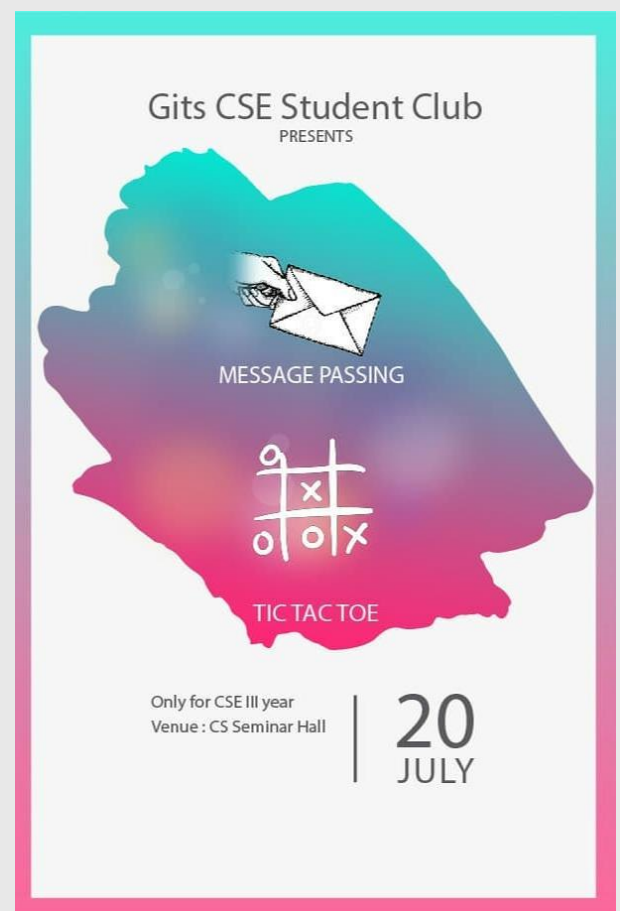 Gits CSE Student Club
PRESENTS
MESSAGE PASSING
O
X
O O X
TIC TAC TOE
Only for CSE III year
Venue : CS Seminar Hall
20
JULY